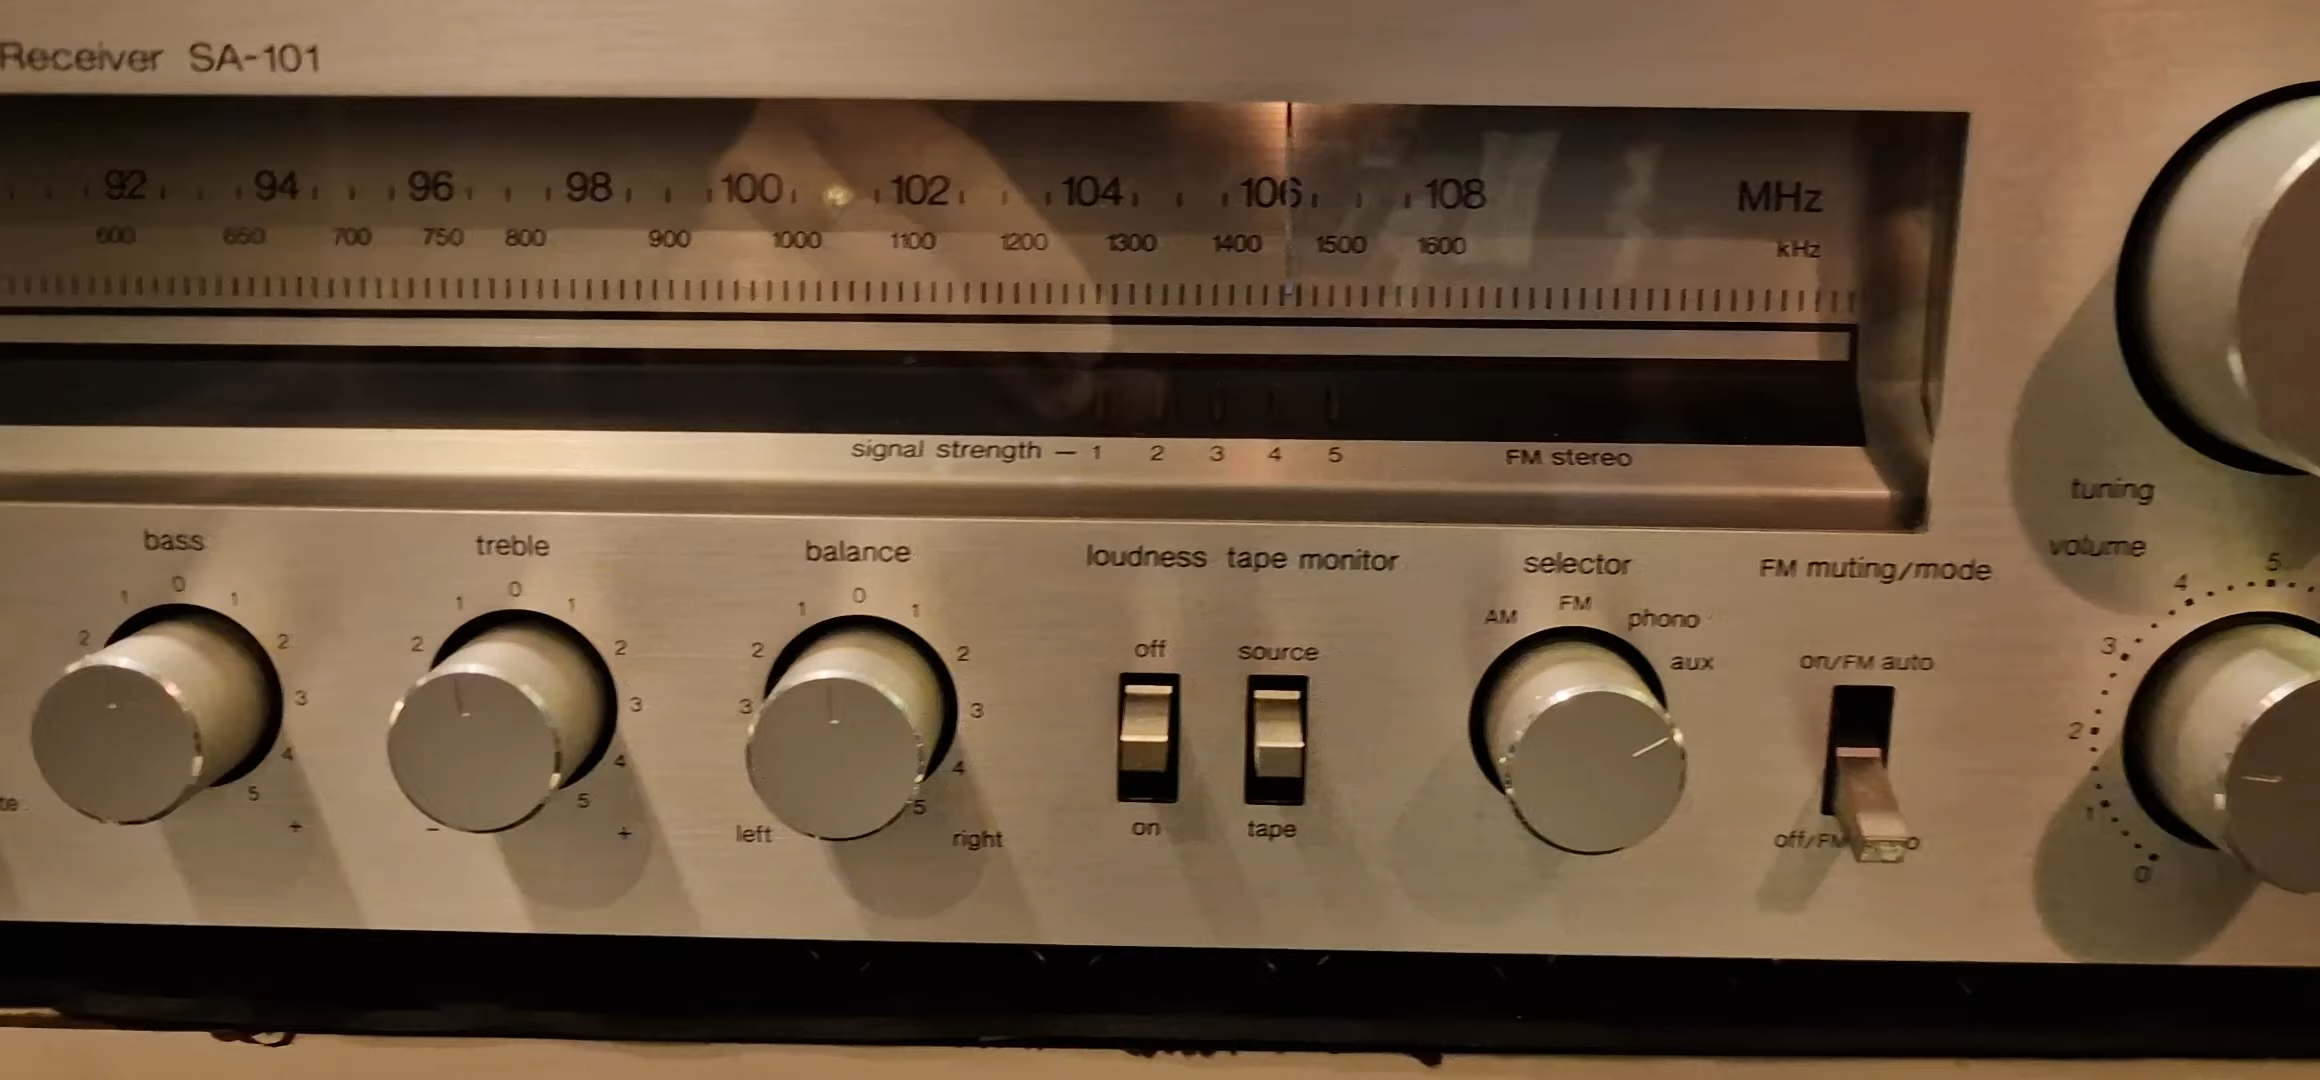 Receiver SA-101
92 94 96 98 100 102 104 106 108 MHz
600 650 700 750 800 900 1000 1100 1200 1300 1400 1500 1600 kHz
signal strength — 1 2 3 4 5 FM stereo
tuning
volume
bass
1 0 1
2 2
3
4
5
+
treble
1 0 1
2 2
3
4
5
− +
balance
1 0 1
2 2
3 3
4
5
left right
loudness
off
on
tape monitor
source
tape
selector
AM FM phono
aux
FM muting/mode
on/FM auto
off/FM
5
4
3
2
1
0